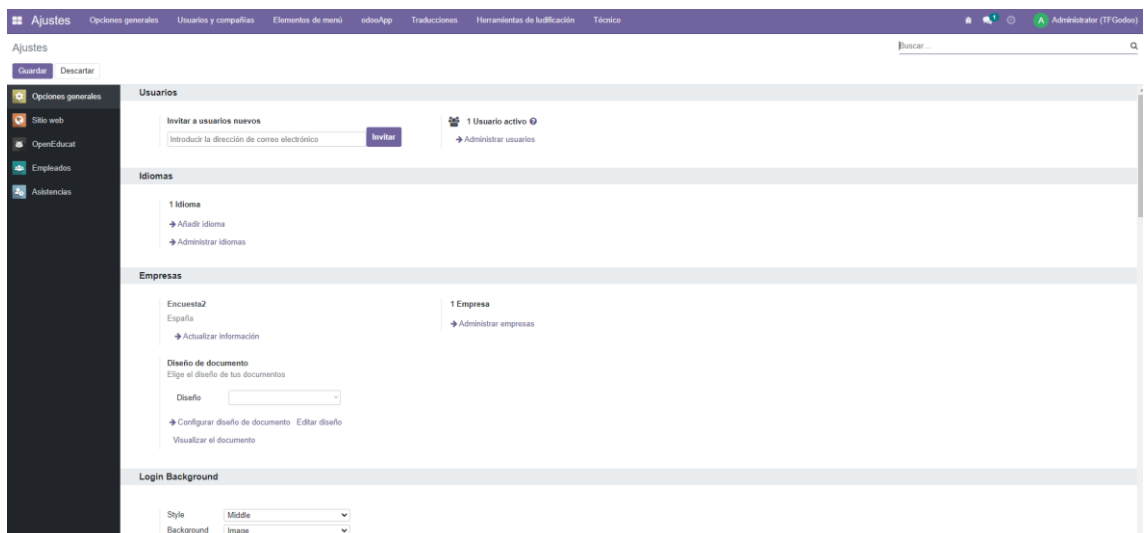 Ajustes Opciones generales Usuarios y compañías Elementos de menú odooApp Traducciones Herramientas de ludificación Técnico 1 A Administrator (TFGodoo)
Ajustes Buscar...
Guardar Descartar
Opciones generales
Sitio web
OpenEducat
Empleados
Asistencias
Usuarios
Invitar a usuarios nuevos
Introducir la dirección de correo electrónico Invitar
1 Usuario activo
Administrar usuarios
Idiomas
1 Idioma
Añadir idioma
Administrar idiomas
Empresas
Encuesta2
España
Actualizar información
1 Empresa
Administrar empresas
Diseño de documento
Elige el diseño de tus documentos
Diseño
Configurar diseño de documento Editar diseño
Visualizar el documento
Login Background
Style Middle
Background Image